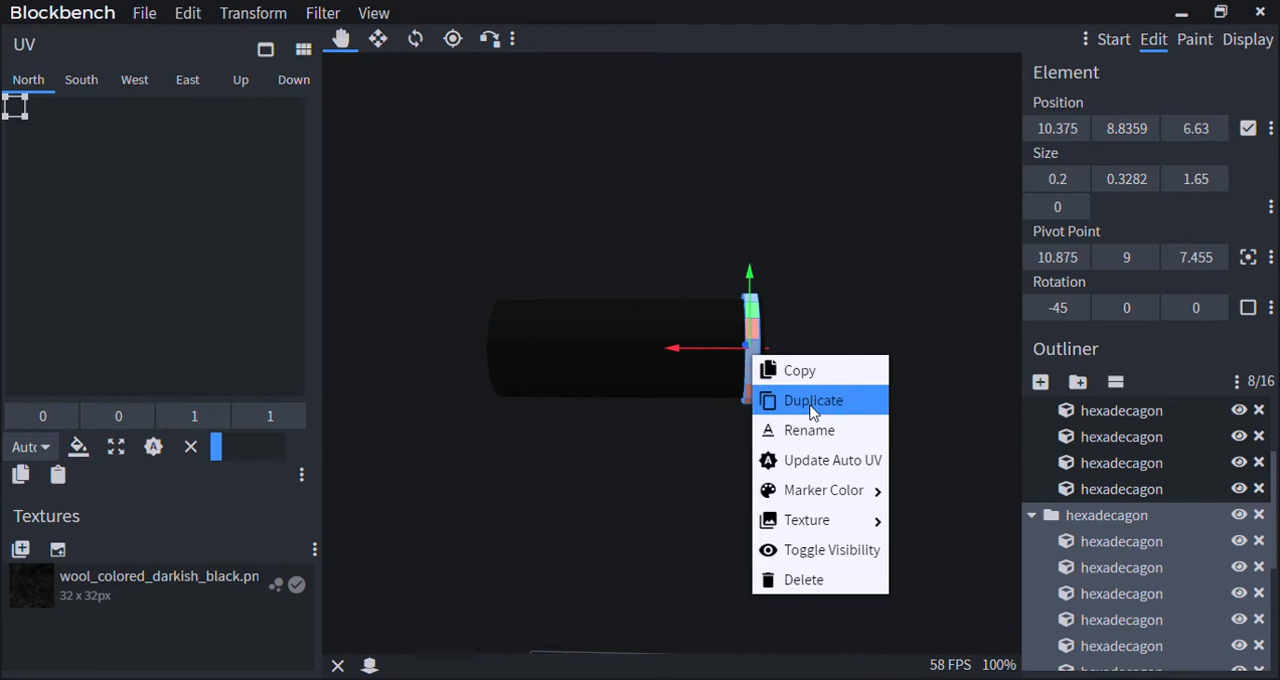 Blockbench File Edit Transform Filter View
UV
North South West East Up Down
0 0 1 1
Auto
Textures
wool_colored_darkish_black.pn
32 x 32px
Start Edit Paint Display
Element
Position
10.375 8.8359 6.63
Size
0.2 0.3282 1.65
0
Pivot Point
10.875 9 7.455
Rotation
-45 0 0
Outliner
8/16
hexadecagon
hexadecagon
hexadecagon
hexadecagon
hexadecagon
hexadecagon
hexadecagon
hexadecagon
hexadecagon
hexadecagon
Copy
Duplicate
Rename
Update Auto UV
Marker Color
Texture
Toggle Visibility
Delete
58 FPS 100%